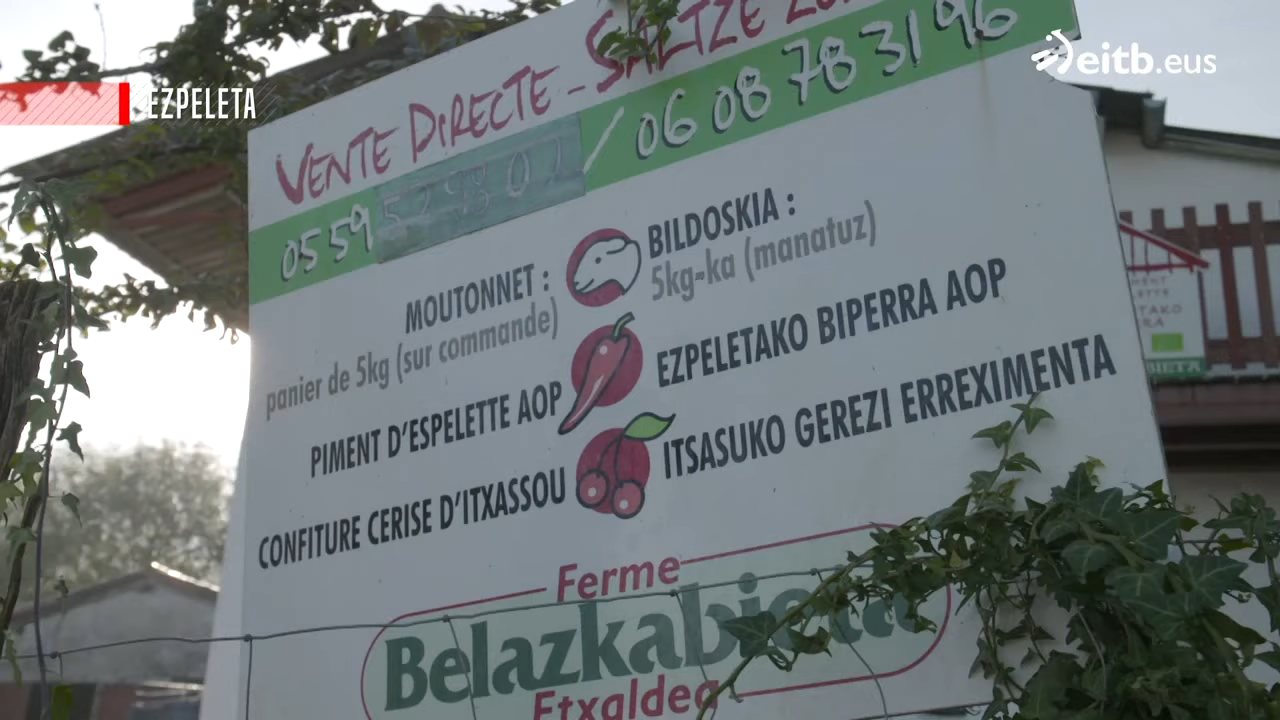 EZPELETA
eitb.eus
VENTE DIRECTE - SALTZE
05 59 / 06 08 78 31 96
MOUTONNET :
panier de 5kg (sur commande)
BILDOSKIA :
5kg-ka (manatuz)
PIMENT D'ESPELETTE AOP
EZPELETAKO BIPERRA AOP
CONFITURE CERISE D'ITXASSOU
ITSASUKO GEREZI ERREXIMENTA
Ferme
Belazkabieta
Etxaldea